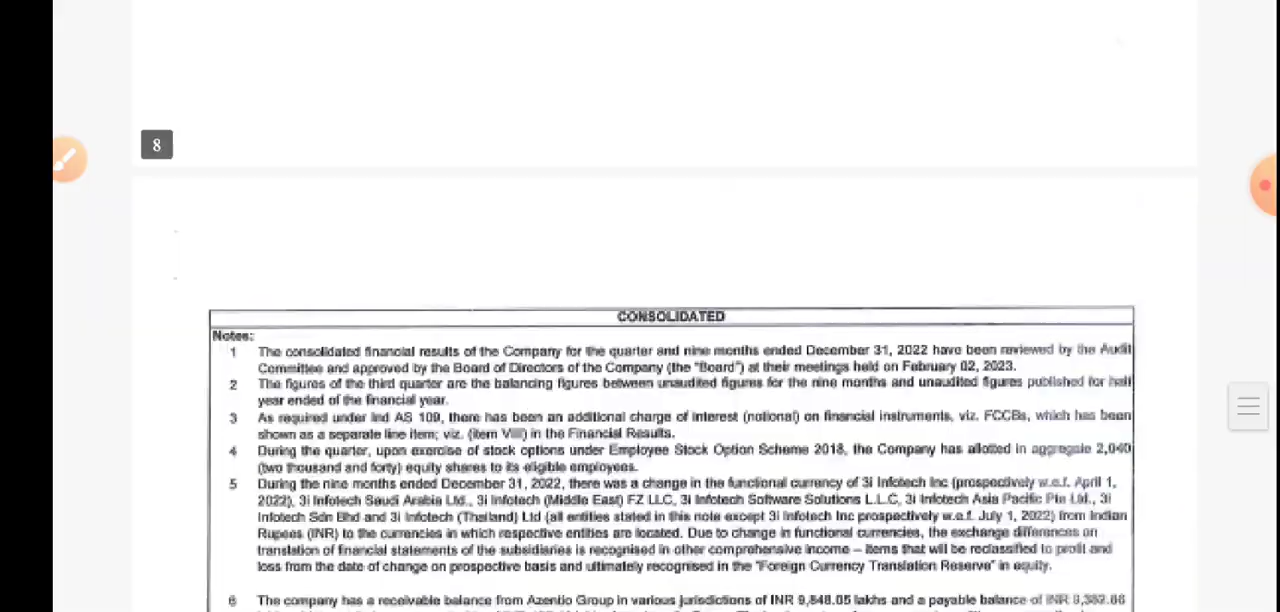 8
CONSOLIDATED
Notes:
1 The consolidated financial results of the Company for the quarter and nine months ended December 31, 2022 have been reviewed by the Audit
Committee and approved by the Board of Directors of the Company (the "Board") at their meetings held on February 02, 2023.
2 The figures of the third quarter are the balancing figures between unaudited figures for the nine months and unaudited figures published for half
year ended of the financial year.
3 As required under Ind AS 109, there has been an additional charge of interest (notional) on financial instruments, viz. FCCBs, which has been
shown as a separate line item; viz. (item VIII) in the Financial Results.
4 During the quarter, upon exercise of stock options under Employee Stock Option Scheme 2018, the Company has allotted in aggregate 2,040
(two thousand and forty) equity shares to its eligible employees.
5 During the nine months ended December 31, 2022, there was a change in the functional currency of 3i Infotech Inc (prospectively w.e.f. April 1,
2022), 3i Infotech Saudi Arabia Ltd., 3i Infotech (Middle East) FZ LLC, 3i Infotech Software Solutions L.L.C, 3i Infotech Asia Pacific Pte Ltd., 3i
Infotech Sdn Bhd and 3i Infotech (Thailand) Ltd (all entities stated in this note except 3i Infotech Inc prospectively w.e.f. July 1, 2022) from Indian
Rupees (INR) to the currencies in which respective entities are located. Due to change in functional currencies, the exchange differences on
translation of financial statements of the subsidiaries is recognised in other comprehensive income – items that will be reclassified to profit and
loss from the date of change on prospective basis and ultimately recognised in the "Foreign Currency Translation Reserve" in equity.
6 The company has a receivable balance from Azentio Group in various jurisdictions of INR 9,848.05 lakhs and a payable balance of INR